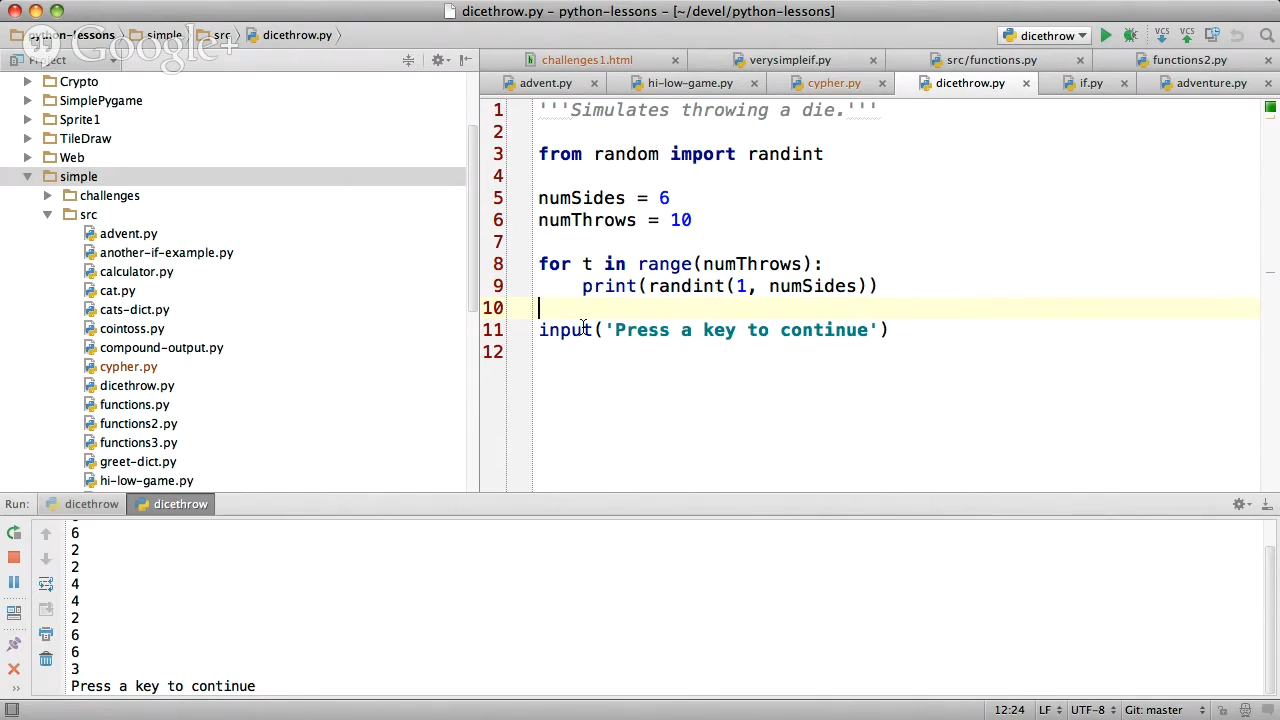 dicethrow.py - python-lessons - [~/devel/python-lessons]
Google+
python-lessons simple src dicethrow.py
dicethrow VCS VCS
Project
challenges1.html verysimpleif.py src/functions.py functions2.py
advent.py hi-low-game.py cypher.py dicethrow.py if.py adventure.py
Crypto
SimplePygame
Sprite1
TileDraw
Web
simple
challenges
src
advent.py
another-if-example.py
calculator.py
cat.py
cats-dict.py
cointoss.py
compound-output.py
cypher.py
dicethrow.py
functions.py
functions2.py
functions3.py
greet-dict.py
hi-low-game.py
1 '''Simulates throwing a die.'''
2
3 from random import randint
4
5 numSides = 6
6 numThrows = 10
7
8 for t in range(numThrows):
9 print(randint(1, numSides))
10
11 input('Press a key to continue')
12
Run: dicethrow dicethrow
6
2
2
4
4
2
6
6
3
Press a key to continue
12:24 LF UTF-8 Git: master